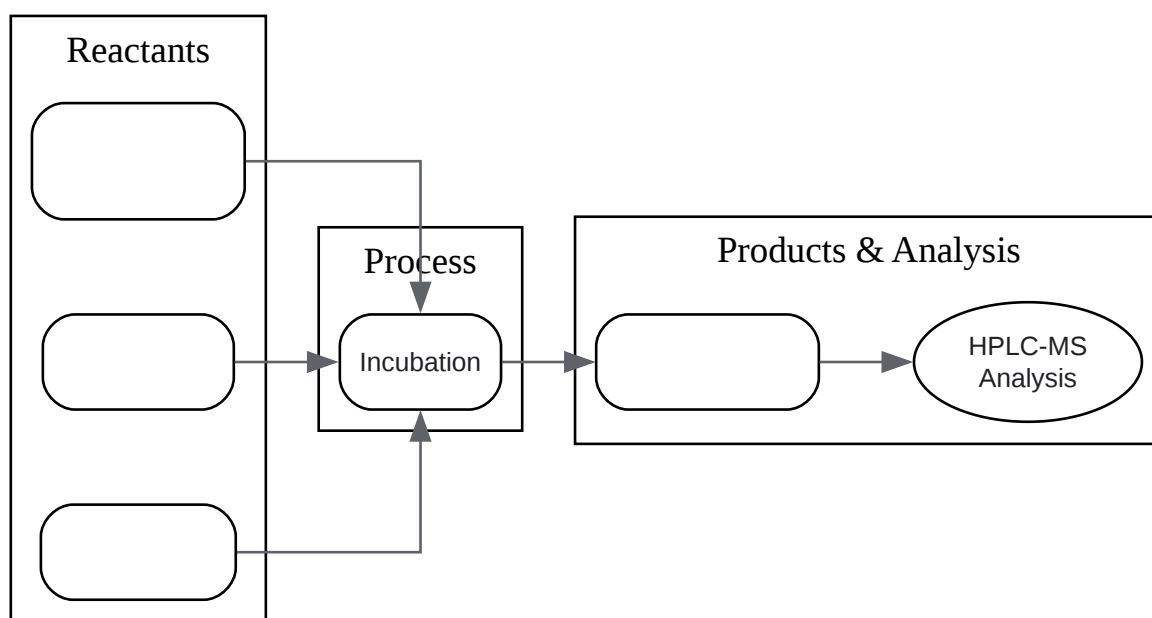 Reactants
Process
Incubation
Products & Analysis
HPLC-MS
Analysis